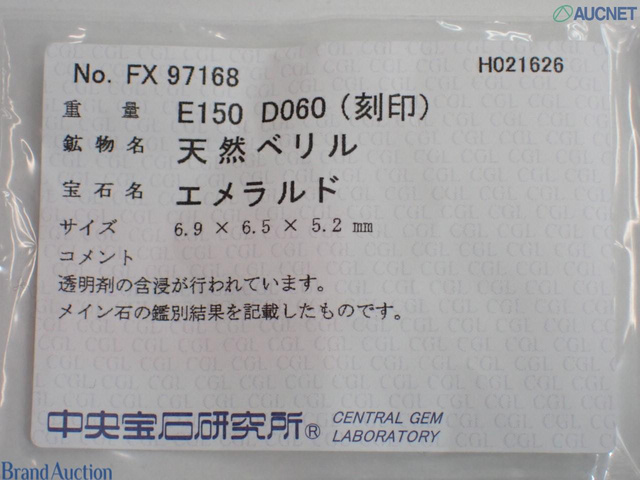 AUCNET
No. FX 97168
H021626
重量 E150 D060 (刻印)
鉱物名 天然ベリル
宝石名 エメラルド
サイズ 6.9 × 6.5 × 5.2 mm
コメント
透明剤の含浸が行われています。
メイン石の鑑別結果を記載したものです。
中央宝石研究所® CENTRAL GEM
LABORATORY
Brand Auction